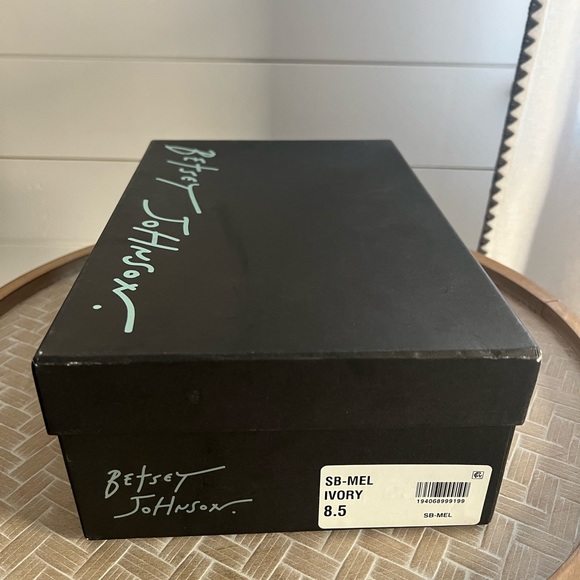 Betsey Johnson.
Betsey
Johnson.
SB-MEL
IVORY
8.5
194068999199
SB-MEL